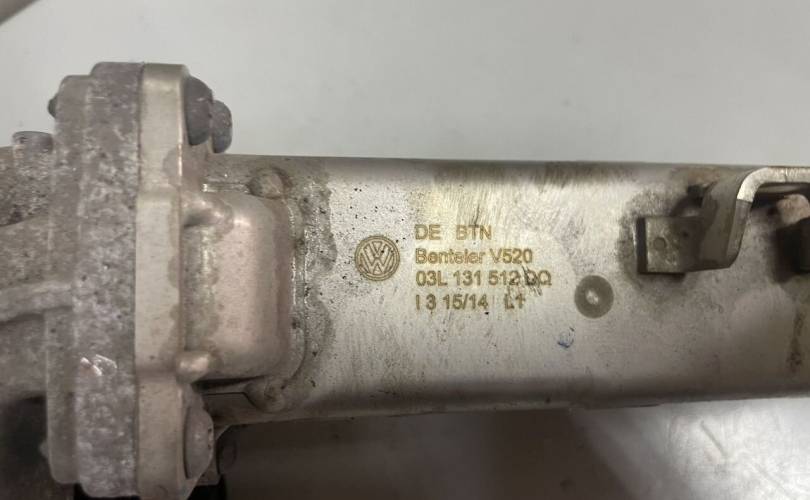 DE BTN
Benteler V520
03L 131 512 DQ
I 3 15/14 L1